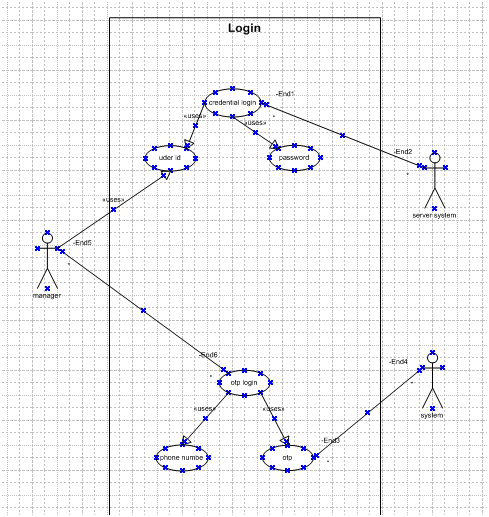 Login
-End1
credential login
*
«uses»
«uses»
-End2
uder id
password
*
«uses»
server system
-End5
*
manager
-End6
-End4
*
otp login
*
«uses»
«uses»
system
-End3
phone numbe
otp
*